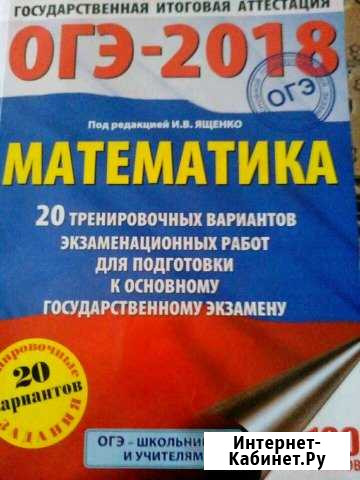 ГОСУДАРСТВЕННАЯ ИТОГОВАЯ АТТЕСТАЦИЯ
ОГЭ-2018
ОГЭ
Под редакцией И.В. ЯЩЕНКО
МАТЕМАТИКА
20 ТРЕНИРОВОЧНЫХ ВАРИАНТОВ
ЭКЗАМЕНАЦИОННЫХ РАБОТ
ДЛЯ ПОДГОТОВКИ
К ОСНОВНОМУ
ГОСУДАРСТВЕННОМУ ЭКЗАМЕНУ
20
вариантов
ЗАДАНИЯ
ОГЭ - ШКОЛЬНИ
И УЧИТЕЛЯМ
Интернет-
Кабинет.Ру